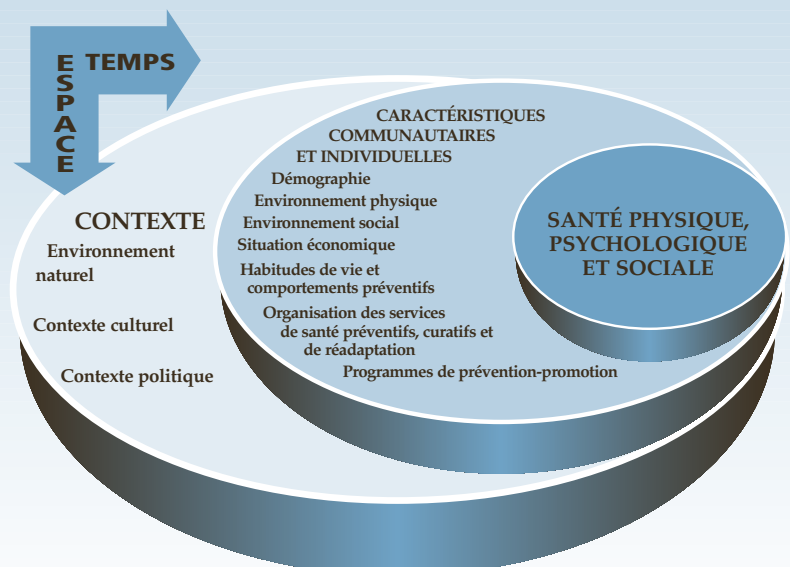 ESPACE
TEMPS
CONTEXTE
Environnement
naturel
Contexte culturel
Contexte politique
CARACTÉRISTIQUES
COMMUNAUTAIRES
ET INDIVIDUELLES
Démographie
Environnement physique
Environnement social
Situation économique
Habitudes de vie et
comportements préventifs
Organisation des services
de santé préventifs, curatifs et
de réadaptation
Programmes de prévention-promotion
SANTÉ PHYSIQUE,
PSYCHOLOGIQUE
ET SOCIALE